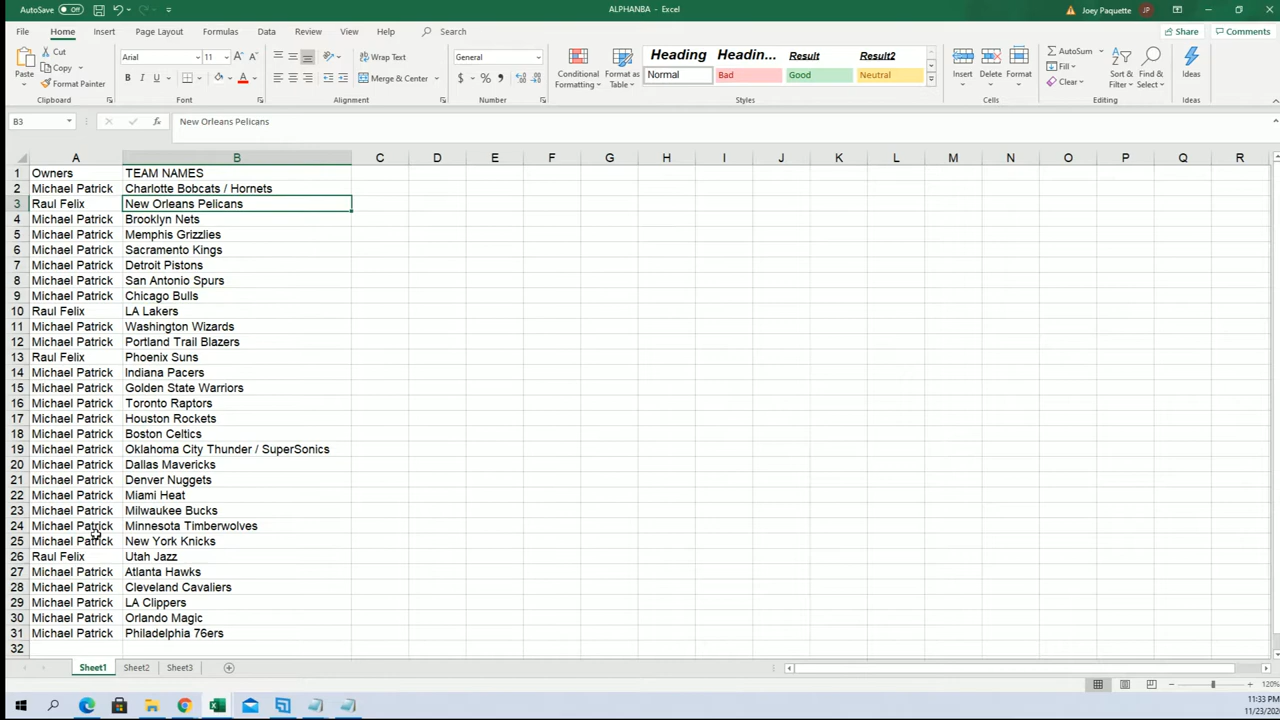 AutoSave Off ALPHANBA - Excel Joey Paquette JP
File Home Insert Page Layout Formulas Data Review View Help Search Share Comments
Paste Cut Copy Format Painter Clipboard
Arial 11 B I U A Font
Wrap Text Merge & Center Alignment
General $ % Number
Conditional Formatting Format as Table
Heading Headin... Result Result2
Normal Bad Good Neutral
Styles
Insert Delete Format Cells
AutoSum Fill Clear Sort & Filter Find & Select Editing
Ideas Ideas
B3 fx New Orleans Pelicans
A B C D E F G H I J K L M N O P Q R
1 Owners TEAM NAMES
2 Michael Patrick Charlotte Bobcats / Hornets
3 Raul Felix New Orleans Pelicans
4 Michael Patrick Brooklyn Nets
5 Michael Patrick Memphis Grizzlies
6 Michael Patrick Sacramento Kings
7 Michael Patrick Detroit Pistons
8 Michael Patrick San Antonio Spurs
9 Michael Patrick Chicago Bulls
10 Raul Felix LA Lakers
11 Michael Patrick Washington Wizards
12 Michael Patrick Portland Trail Blazers
13 Raul Felix Phoenix Suns
14 Michael Patrick Indiana Pacers
15 Michael Patrick Golden State Warriors
16 Michael Patrick Toronto Raptors
17 Michael Patrick Houston Rockets
18 Michael Patrick Boston Celtics
19 Michael Patrick Oklahoma City Thunder / SuperSonics
20 Michael Patrick Dallas Mavericks
21 Michael Patrick Denver Nuggets
22 Michael Patrick Miami Heat
23 Michael Patrick Milwaukee Bucks
24 Michael Patrick Minnesota Timberwolves
25 Michael Patrick New York Knicks
26 Raul Felix Utah Jazz
27 Michael Patrick Atlanta Hawks
28 Michael Patrick Cleveland Cavaliers
29 Michael Patrick LA Clippers
30 Michael Patrick Orlando Magic
31 Michael Patrick Philadelphia 76ers
32
Sheet1 Sheet2 Sheet3
120%
11:33 PM